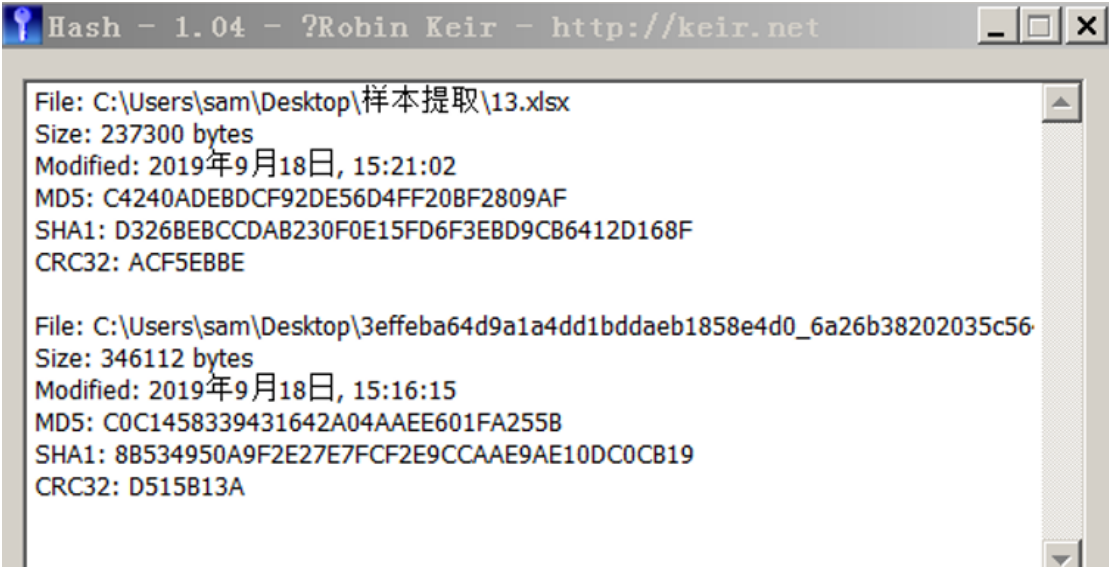 Hash - 1.04 - ?Robin Keir - http://keir.net
File: C:\Users\sam\Desktop\样本提取\13.xlsx
Size: 237300 bytes
Modified: 2019年9月18日, 15:21:02
MD5: C4240ADEBDCF92DE56D4FF20BF2809AF
SHA1: D326BEBCCDAB230F0E15FD6F3EBD9CB6412D168F
CRC32: ACF5EBBE
File: C:\Users\sam\Desktop\3effeba64d9a1a4dd1bddaeb1858e4d0_6a26b38202035c56
Size: 346112 bytes
Modified: 2019年9月18日, 15:16:15
MD5: C0C1458339431642A04AAEE601FA255B
SHA1: 8B534950A9F2E27E7FCF2E9CCAAE9AE10DC0CB19
CRC32: D515B13A